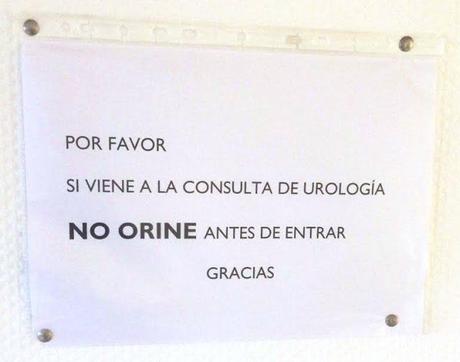 POR FAVOR
SI VIENE A LA CONSULTA DE UROLOGÍA
NO ORINE ANTES DE ENTRAR
GRACIAS